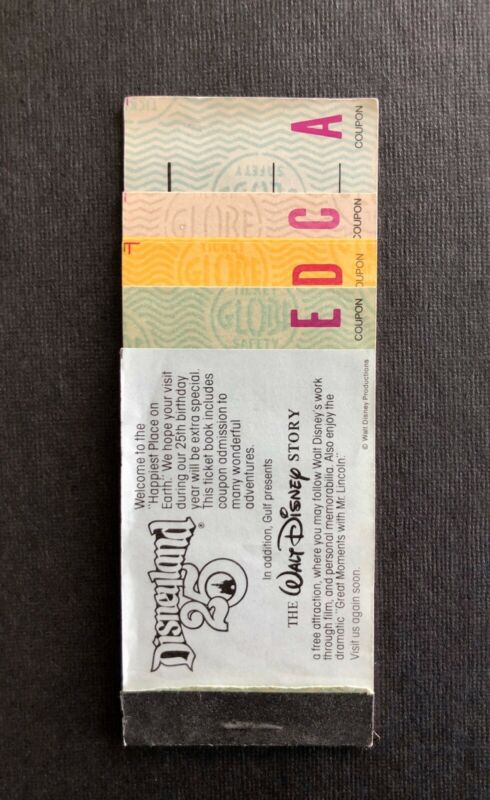 Disneyland®
25
Welcome to the
"Happiest Place on
Earth." We hope your visit
during our 25th birthday
year will be extra special.
This ticket book includes
coupon admission to
many wonderful
adventures.
In addition, Gulf presents
THE WALT DISNEY STORY
a free attraction, where you may follow Walt Disney's work
through film, and personal memorabilia. Also enjoy the
dramatic "Great Moments with Mr. Lincoln."
Visit us again soon.
© Walt Disney Productions
E
COUPON
D
COUPON
C
COUPON
A
COUPON
GLOBE
TICKET
GLOBE
SAFETY
GLOBE
TICKET
SAFETY